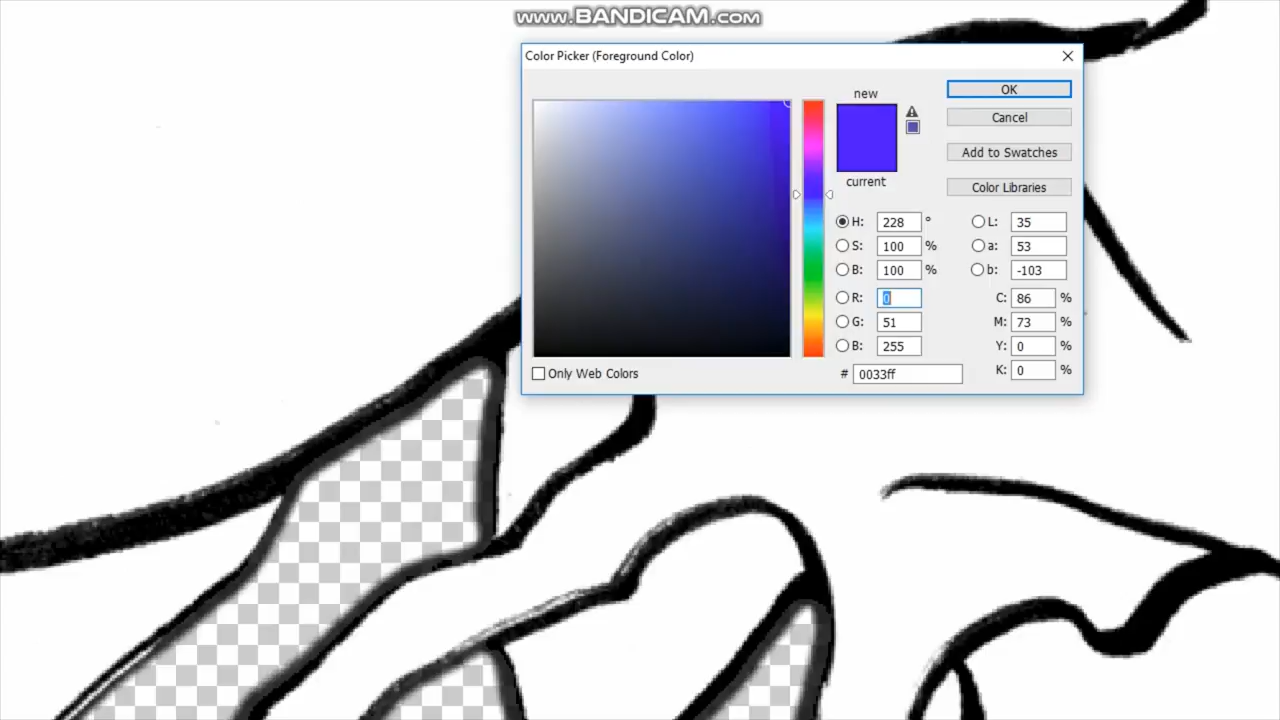 www.BANDICAM.com
Color Picker (Foreground Color)
new
current
OK
Cancel
Add to Swatches
Color Libraries
H: 228 °
S: 100 %
B: 100 %
R: 0
G: 51
B: 255
L: 35
a: 53
b: -103
C: 86 %
M: 73 %
Y: 0 %
K: 0 %
# 0033ff
Only Web Colors